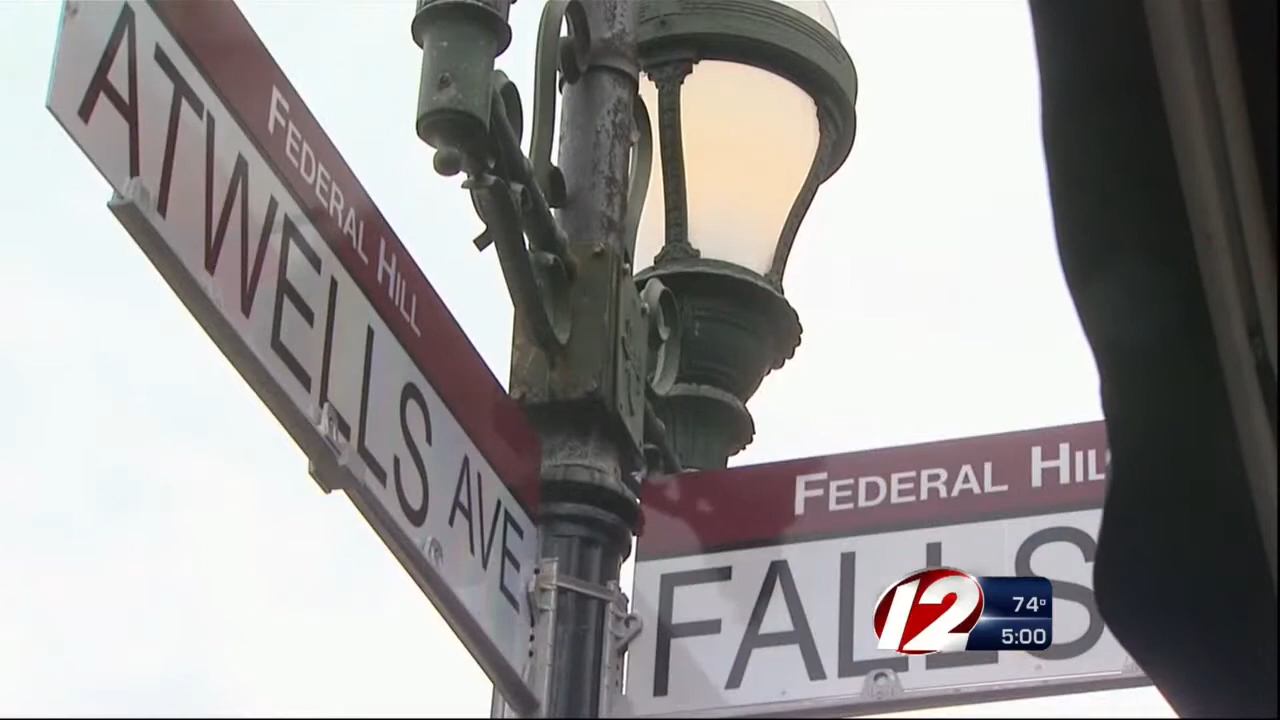 FEDERAL HILL
ATWELLS AVE
FEDERAL HIL
FALLS
12
74°
5:00